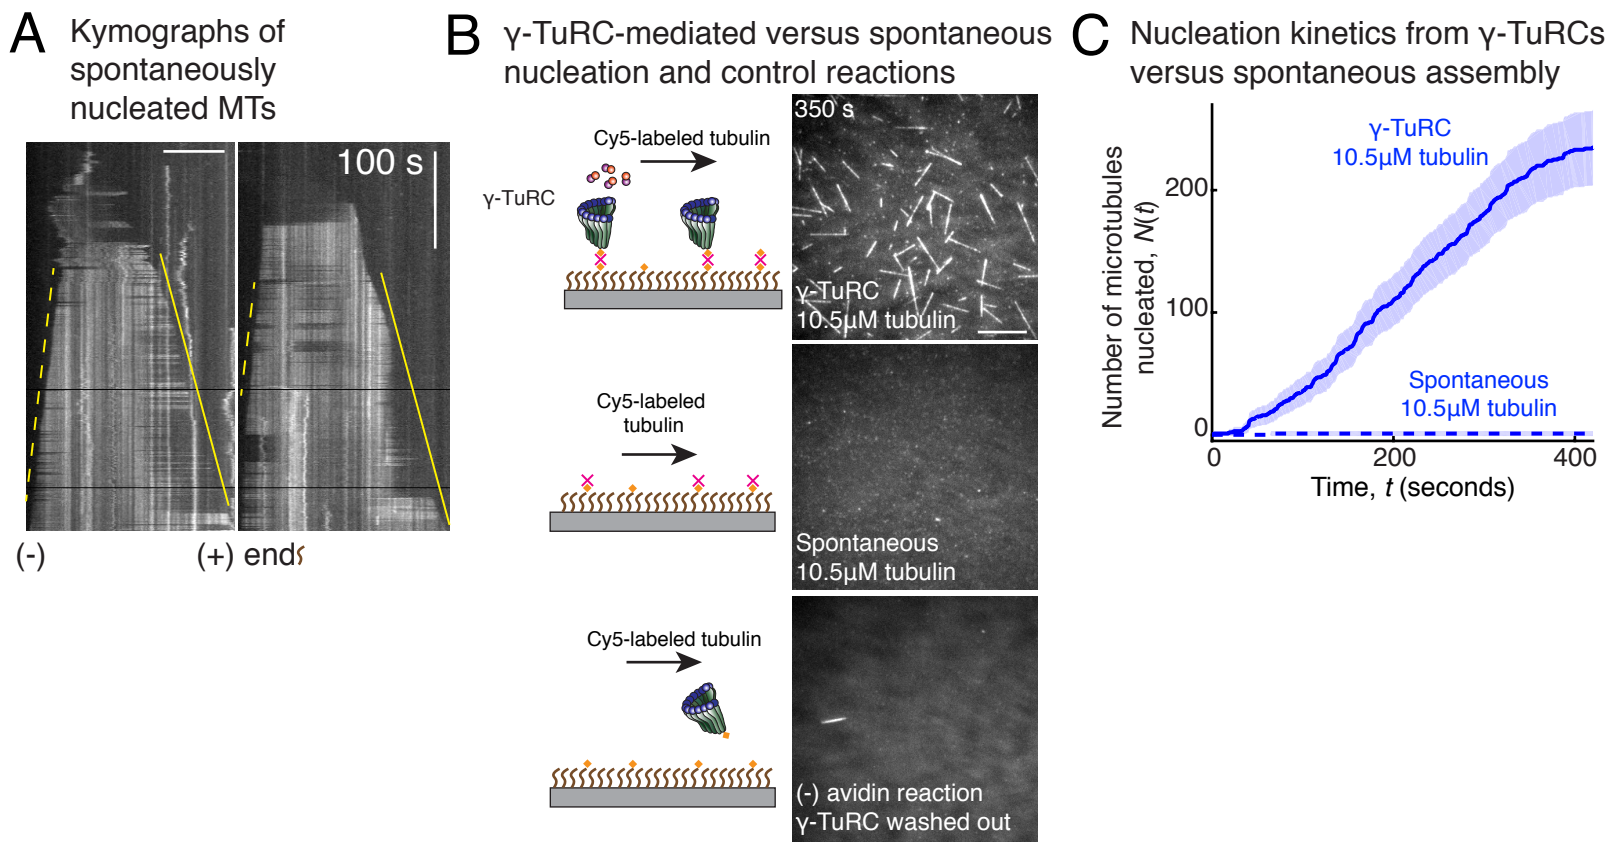 A Kymographs of
spontaneously
nucleated MTs
100 s
(-) (+) end
B γ-TuRC-mediated versus spontaneous
nucleation and control reactions
Cy5-labeled tubulin
γ-TuRC
350 s
γ-TuRC
10.5μM tubulin
Cy5-labeled
tubulin
Spontaneous
10.5μM tubulin
Cy5-labeled tubulin
(-) avidin reaction
γ-TuRC washed out
C Nucleation kinetics from γ-TuRCs
versus spontaneous assembly
Number of microtubules
nucleated, N(t)
200
100
0
γ-TuRC
10.5μM tubulin
Spontaneous
10.5μM tubulin
0 200 400
Time, t (seconds)